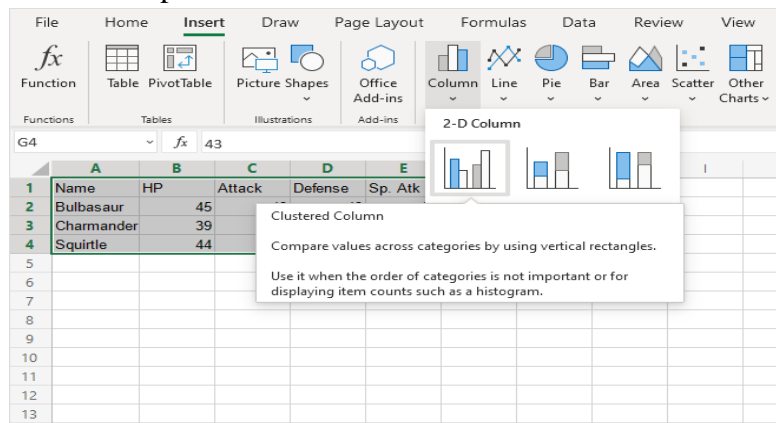 File Home Insert Draw Page Layout Formulas Data Review View
fx
Function Table PivotTable Picture Shapes Office Add-ins Column Line Pie Bar Area Scatter Other Charts
Functions Tables Illustrations Add-ins
2-D Column
G4 fx 43
A B C D E I
1 Name HP Attack Defense Sp. Atk
2 Bulbasaur 45
3 Charmander 39
4 Squirtle 44
Clustered Column
Compare values across categories by using vertical rectangles.
Use it when the order of categories is not important or for
displaying item counts such as a histogram.
5
6
7
8
9
10
11
12
13